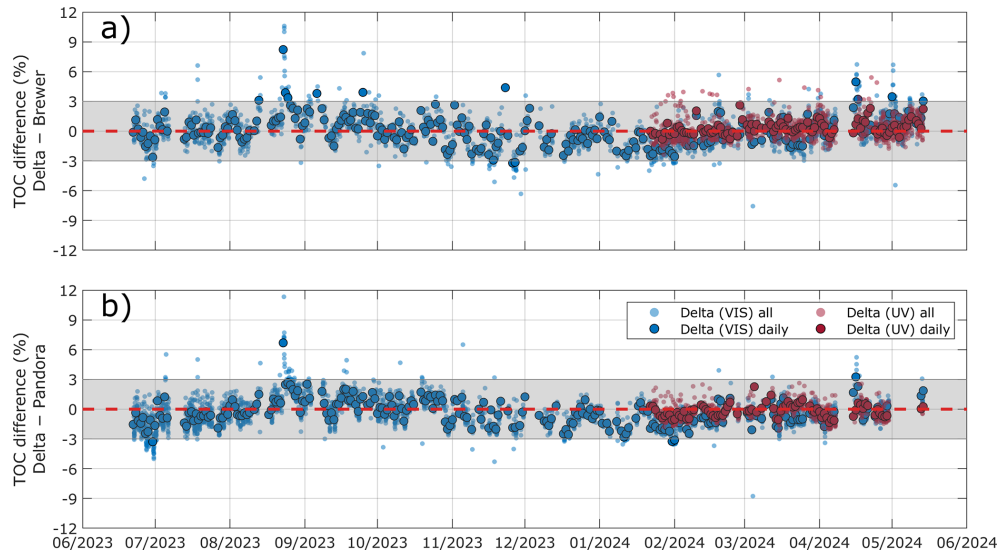 a)
12
9
6
3
0
-3
-6
-9
-12
TOC difference (%)
Delta − Brewer
b)
12
9
6
3
0
-3
-6
-9
-12
TOC difference (%)
Delta − Pandora
Delta (VIS) all Delta (UV) all
Delta (VIS) daily Delta (UV) daily
06/2023 07/2023 08/2023 09/2023 10/2023 11/2023 12/2023 01/2024 02/2024 03/2024 04/2024 05/2024 06/2024